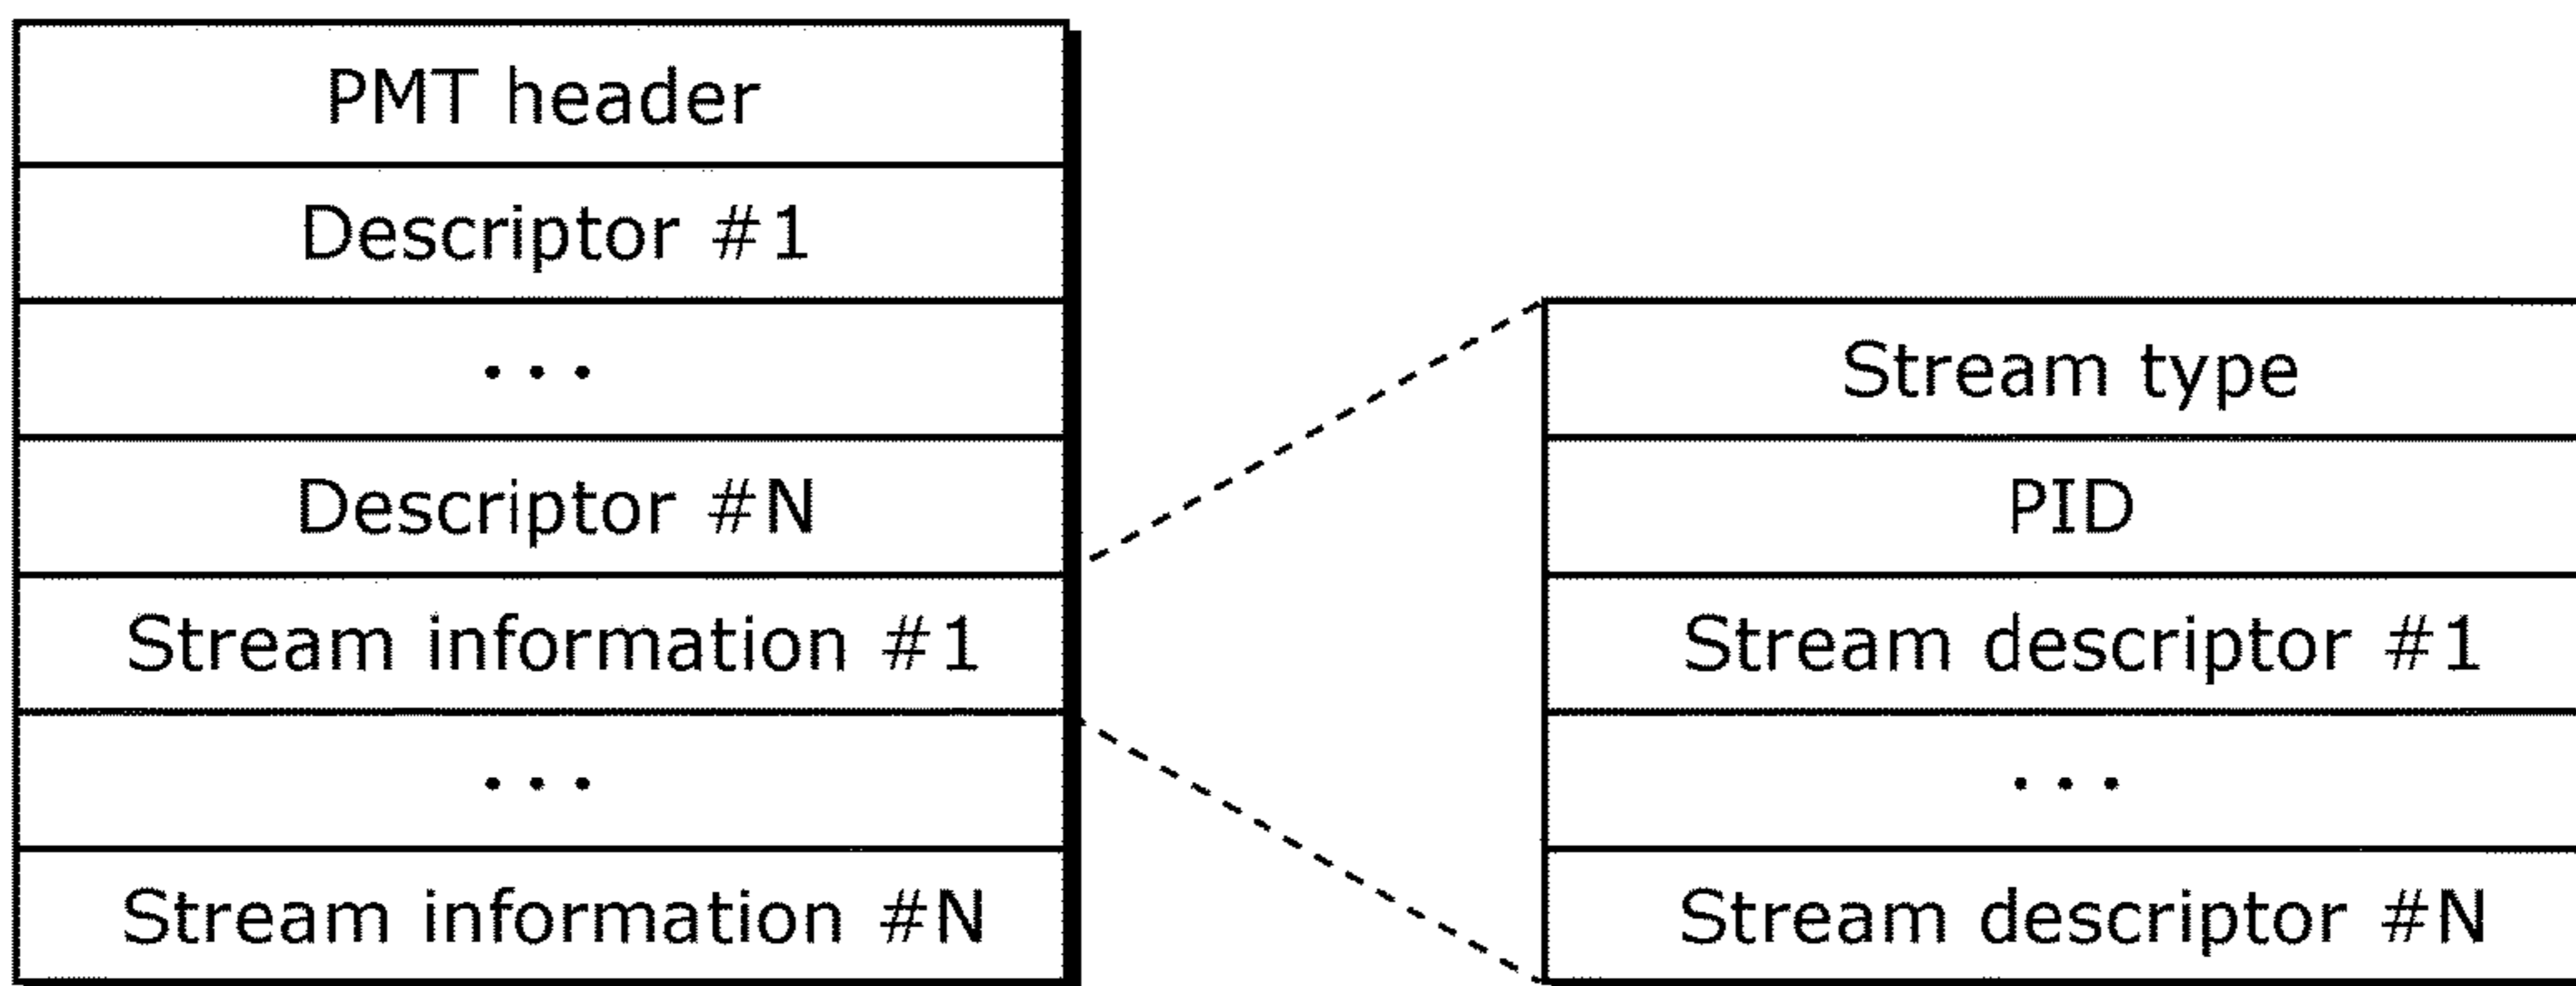 PMT header
Descriptor #1
...
Descriptor #N
Stream information #1
...
Stream information #N
Stream type
PID
Stream descriptor #1
...
Stream descriptor #N